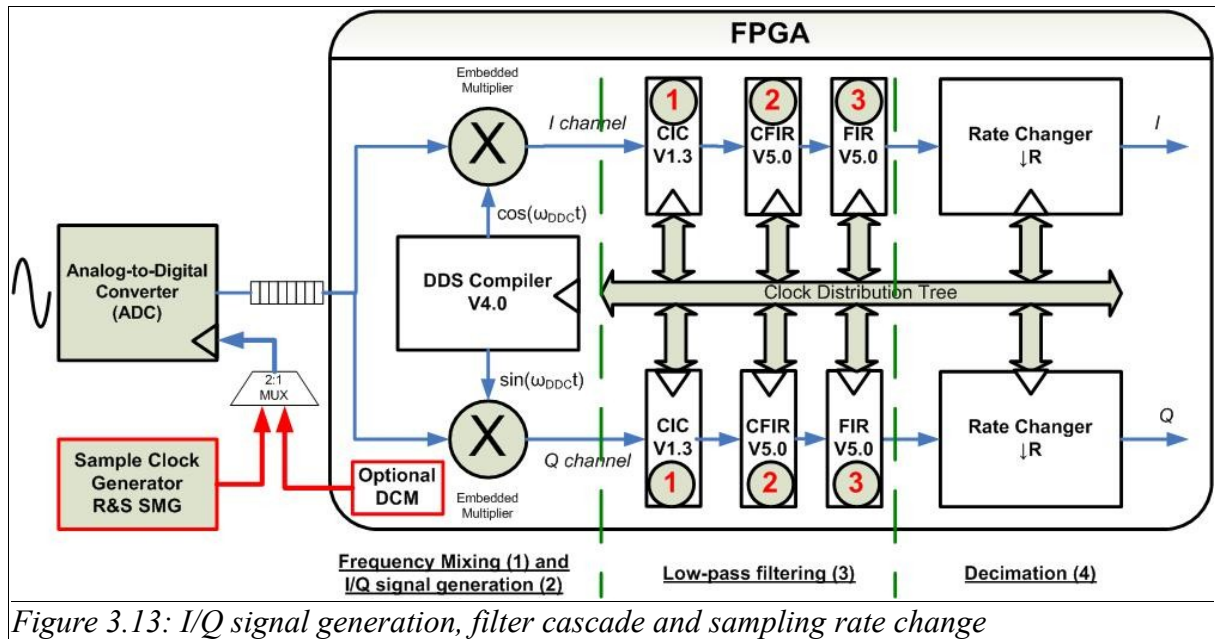 FPGA
Embedded
Multiplier
X
I channel
1
CIC
V1.3
2
CFIR
V5.0
3
FIR
V5.0
Rate Changer
↓R
I
cos(ωDDCt)
Analog-to-Digital
Converter
(ADC)
DDS Compiler
V4.0
Clock Distribution Tree
2:1
MUX
sin(ωDDCt)
X
Q channel
Embedded
Multiplier
CIC
V1.3
1
CFIR
V5.0
2
FIR
V5.0
3
Rate Changer
↓R
Q
Sample Clock
Generator
R&S SMG
Optional
DCM
Frequency Mixing (1) and
I/Q signal generation (2)
Low-pass filtering (3)
Decimation (4)
Figure 3.13: I/Q signal generation, filter cascade and sampling rate change